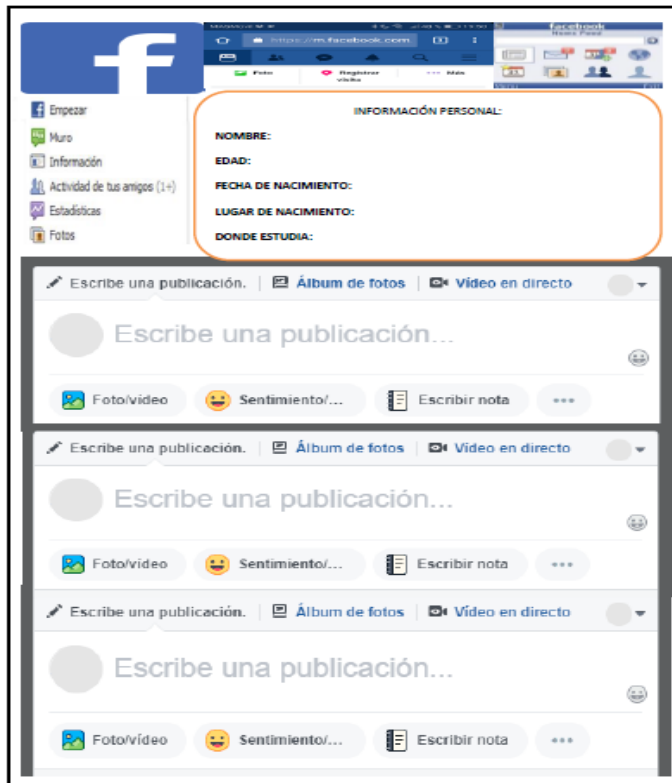 f
https://m.facebook.com
facebook
Home Feed
Foto
Registrar
visita
Más
Empezar
Muro
Información
Actividad de tus amigos (1+)
Estadísticas
Fotos
INFORMACIÓN PERSONAL:
NOMBRE:
EDAD:
FECHA DE NACIMIENTO:
LUGAR DE NACIMIENTO:
DONDE ESTUDIA:
Escribe una publicación. Álbum de fotos Vídeo en directo
Escribe una publicación...
Foto/vídeo Sentimiento/... Escribir nota ...
Escribe una publicación. Álbum de fotos Vídeo en directo
Escribe una publicación...
Foto/vídeo Sentimiento/... Escribir nota ...
Escribe una publicación. Álbum de fotos Vídeo en directo
Escribe una publicación...
Foto/vídeo Sentimiento/... Escribir nota ...